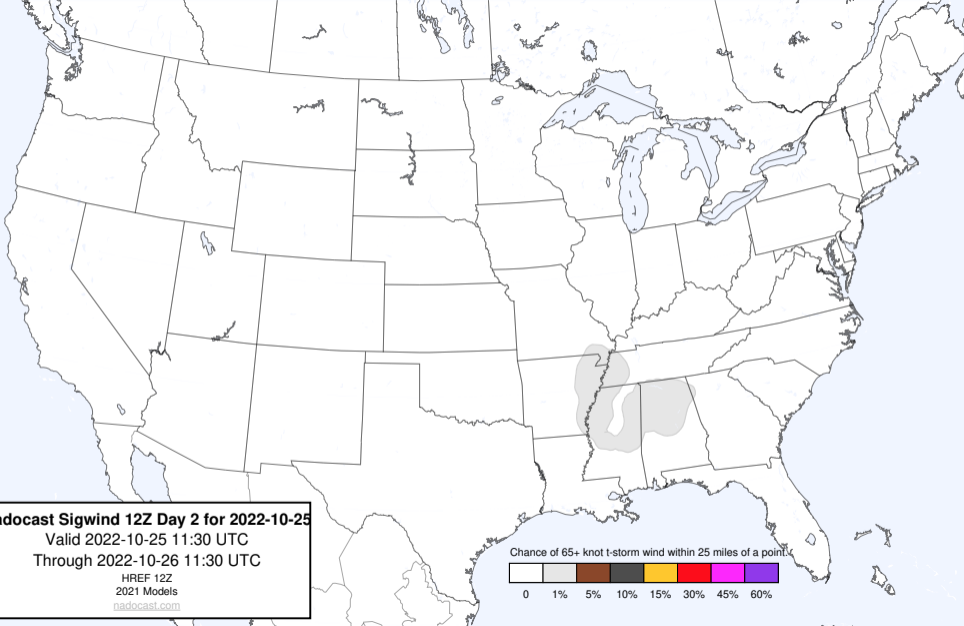 adocast Sigwind 12Z Day 2 for 2022-10-25
Valid 2022-10-25 11:30 UTC
Through 2022-10-26 11:30 UTC
HREF 12Z
2021 Models
nadocast.com
Chance of 65+ knot t-storm wind within 25 miles of a point.
0 1% 5% 10% 15% 30% 45% 60%